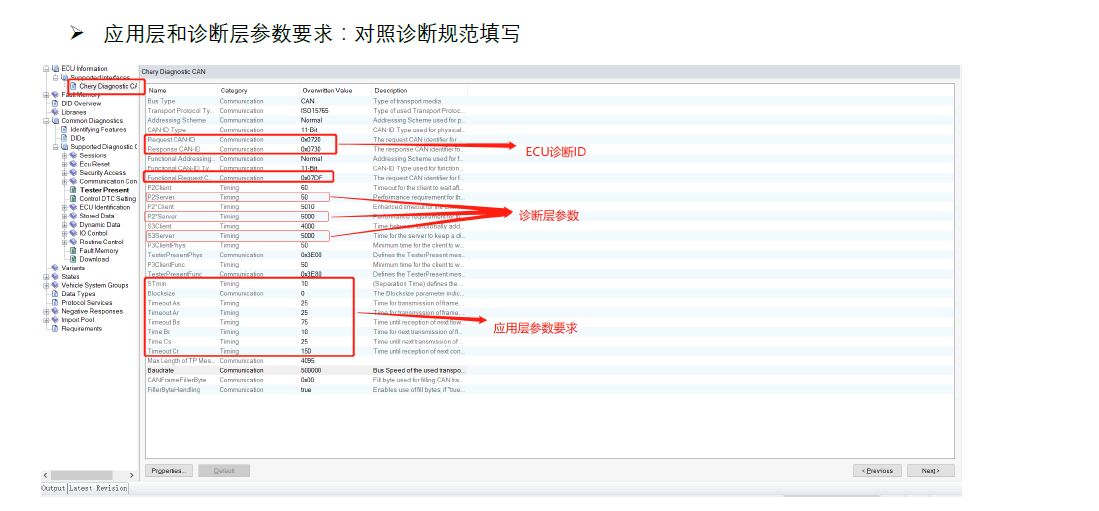 ➢ 应用层和诊断层参数要求：对照诊断规范填写
ECU Information
Supported Interfaces
Chery Diagnostic CA
Fault Memory
DID Overview
Libraries
Common Diagnostics
Identifying Features
DIDs
Supported Diagnostic C
Sessions
Ecu Reset
Security Access
Communication Con
Tester Present
Control DTC Setting
ECU Identification
Stored Data
Dynamic Data
IO Control
Routine Control
Fault Memory
Download
Variants
States
Vehicle System Groups
Data Types
Protocol Services
Negative Responses
Import Pool
Requirements
Output Latest Revision
Chery Diagnostic CAN
Name Category Overwritten Value Description
Bus Type Communication CAN Type of transport media
Transport Protocol Ty... Communication ISO15765 Type of used Transport Protoc...
Addressing Scheme Communication Normal Addressing Scheme used for p...
CAN-ID Type Communication 11-Bit CAN-ID Type used for physical...
Request CAN-ID Communication 0x0720 The request CAN identifier for ...
Response CAN-ID Communication 0x0730 The response CAN identifier fo...
Functional Addressing... Communication Normal Addressing Scheme used for f...
Functional CAN-ID Ty... Communication 11-Bit CAN-ID Type used for function...
Functional Request C... Communication 0x07DF The request CAN identifier for f...
P2Client Timing 60 Timeout for the client to wait aft...
P2Server Timing 50 Performance requirement for th...
P2*Client Timing 5010 Enhanced timeout for the
P2*Server Timing 5000 Performance requirement for
S3Client Timing 4000 Time between functionally add...
S3Server Timing 5000 Time for the server to keep a di...
P3ClientPhys Timing 50 Minimum time for the client to w...
TesterPresentPhys Communication 0x3E00 Defines the TesterPresent mes...
P3ClientFunc Timing 50 Minimum time for the client to w...
TesterPresentFunc Communication 0x3E80 Defines the TesterPresent mes...
STmin Timing 10 (Separation Time) defines the ...
Blocksize Communication 0 The Blocksize parameter indic...
Timeout As Timing 25 Time for transmission of frame...
Timeout Ar Timing 25 Time for transmission of frame...
Timeout Bs Timing 75 Time until reception of next flow...
Time Br Timing 10 Time for next transmission of fl...
Time Cs Timing 25 Time until next transmission of...
Timeout Cr Timing 150 Time until reception of next con...
Max Length of TP Mes... Communication 4095
Baudrate Communication 500000 Bus Speed of the used transpo...
CANFrameFillerByte Communication 0x00 Fill byte used for filling CAN fra...
FillerByteHandling Communication true Enables use of fill bytes, if "true...
ECU诊断ID
诊断层参数
应用层参数要求
Properties... Default < Previous Next >